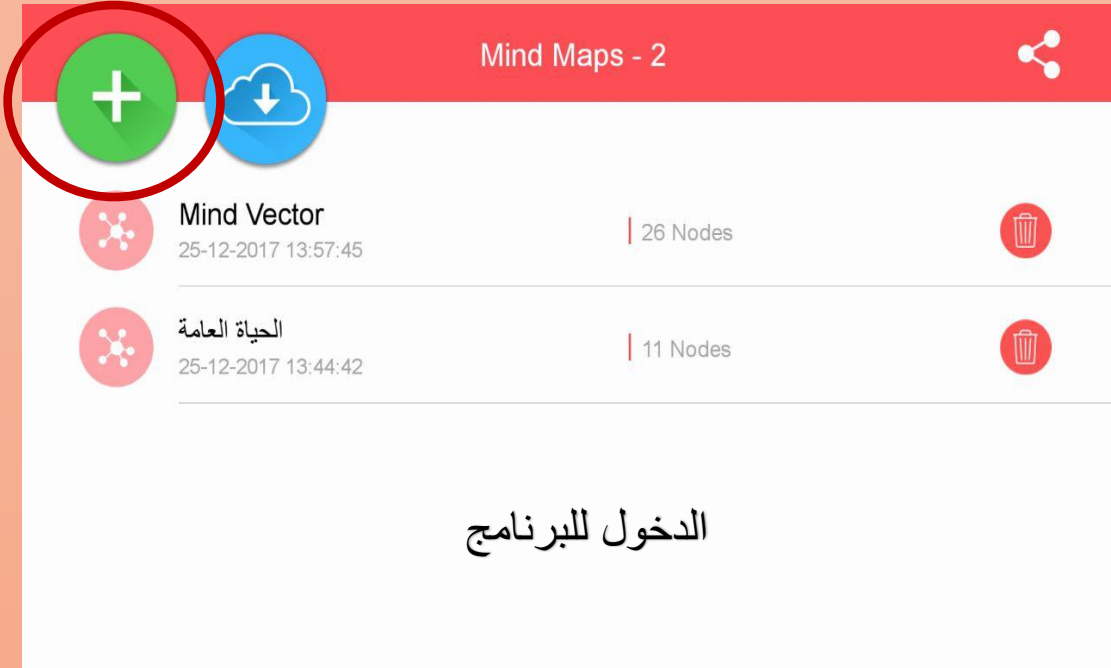 Mind Maps - 2
Mind Vector
25-12-2017 13:57:45
26 Nodes
الحياة العامة
25-12-2017 13:44:42
11 Nodes
الدخول للبرنامج